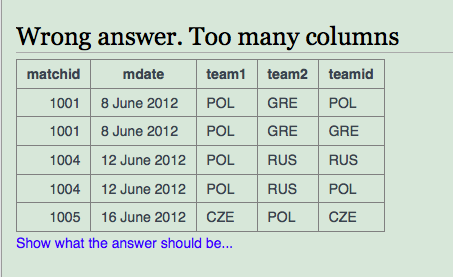 Wrong answer. Too many columns
matchid mdate team1 team2 teamid
1001 8 June 2012 POL GRE POL
1001 8 June 2012 POL GRE GRE
1004 12 June 2012 POL RUS RUS
1004 12 June 2012 POL RUS POL
1005 16 June 2012 CZE POL CZE
Show what the answer should be...